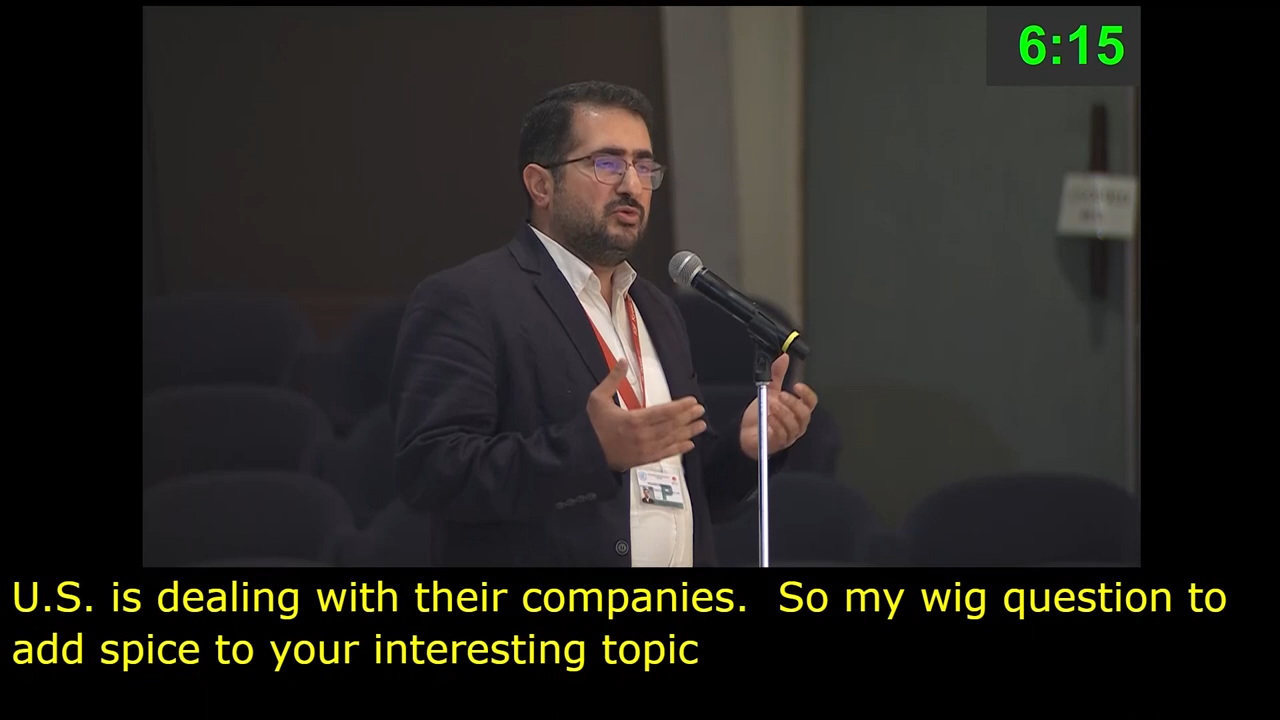 6:15
P
U.S. is dealing with their companies.  So my wig question to
add spice to your interesting topic